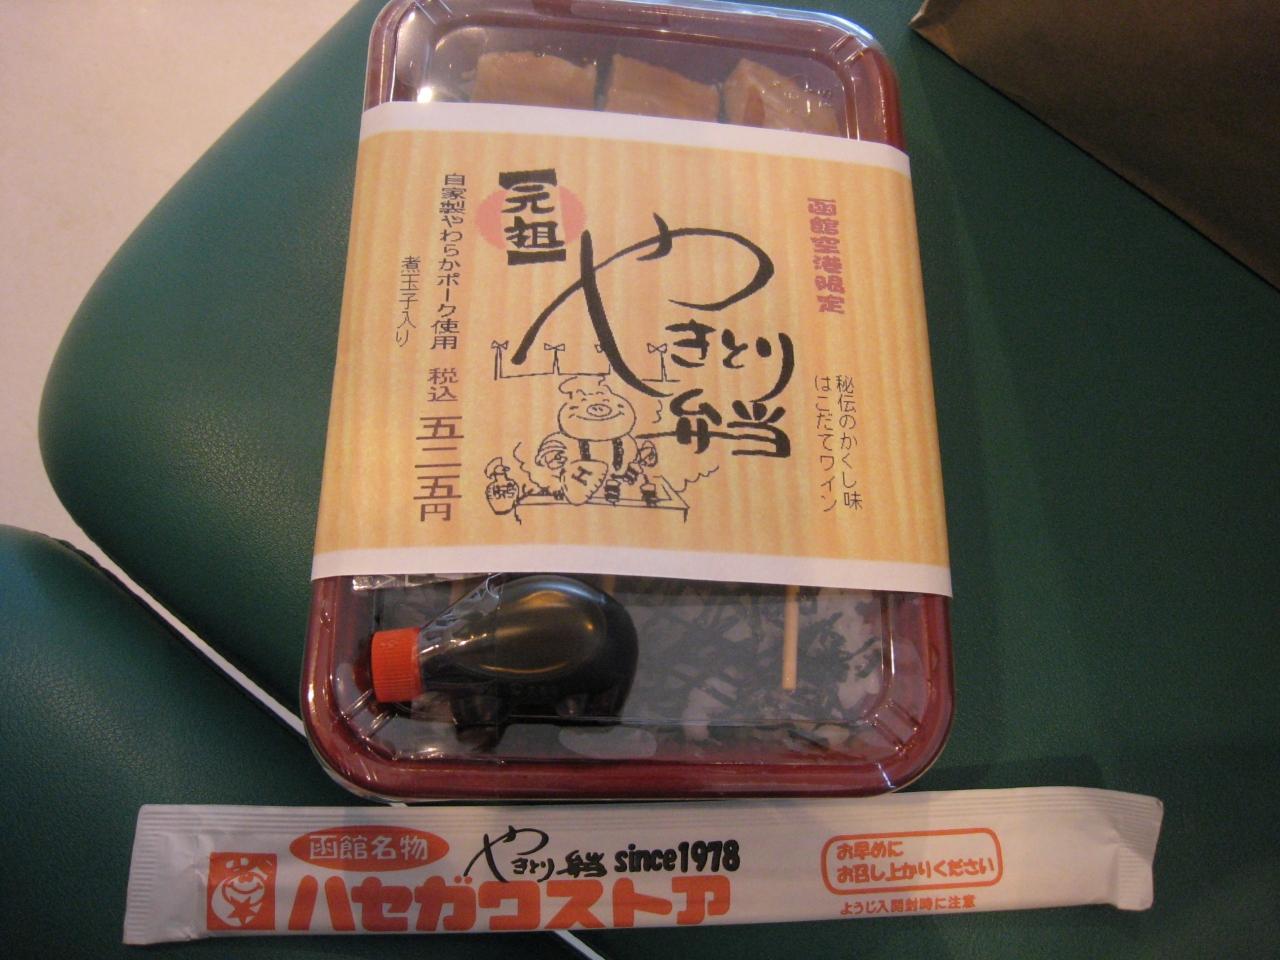 函館空港限定
秘伝のかくし味
はこだてワイン
【元祖】
やきとり
弁当
自家製やわらかポーク使用 税込 五二五円
煮玉子入り
H
函館名物
やきとり弁当 since1978
ハセガワストア
お早めに
お召し上がりください
ようじ入開封時に注意